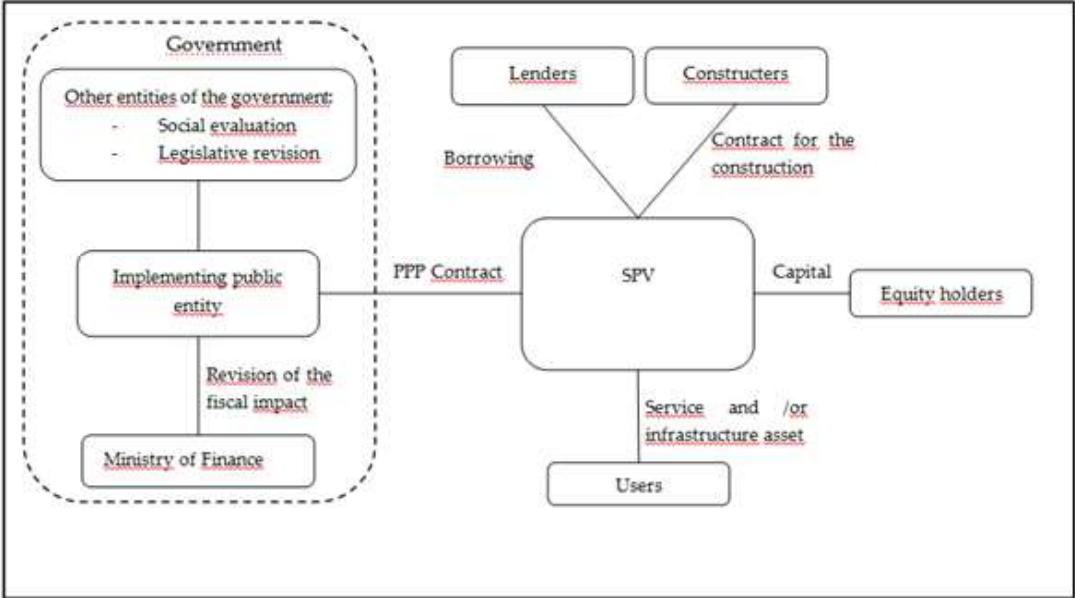 Government
Other entities of the government:
- Social evaluation
- Legislative revision
Implementing public
entity
Revision of the
fiscal impact
Ministry of Finance
PPP Contract
Lenders
Constructers
Borrowing
Contract for the
construction
SPV
Capital
Equity holders
Service and /or
infrastructure asset
Users